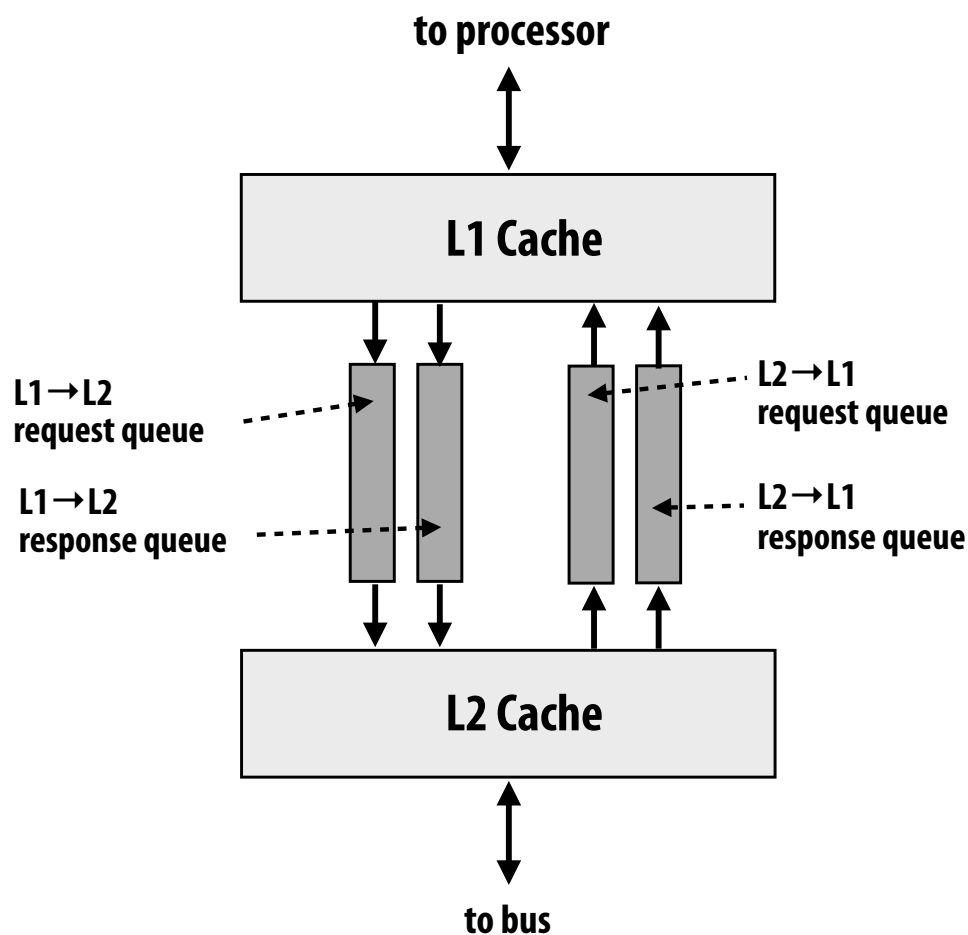 to processor
L1 Cache
L1→L2
request queue
L2→L1
request queue
L1→L2
response queue
L2→L1
response queue
L2 Cache
to bus